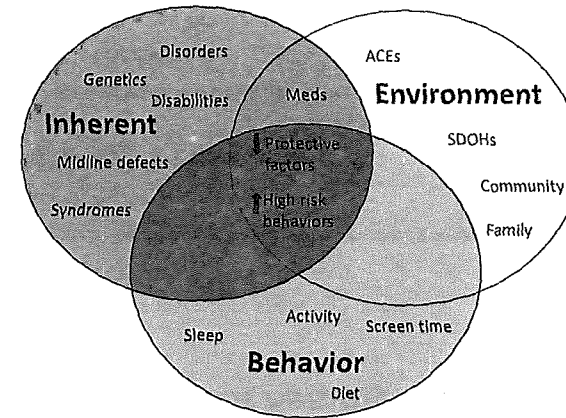 Disorders
Genetics
Disabilities
Inherent
Midline defects
Syndromes
Meds
ACEs
Environment
SDOHs
Community
Family
⬇ Protective
factors
⬆ High risk
behaviors
Sleep
Activity
Screen time
Behavior
Diet